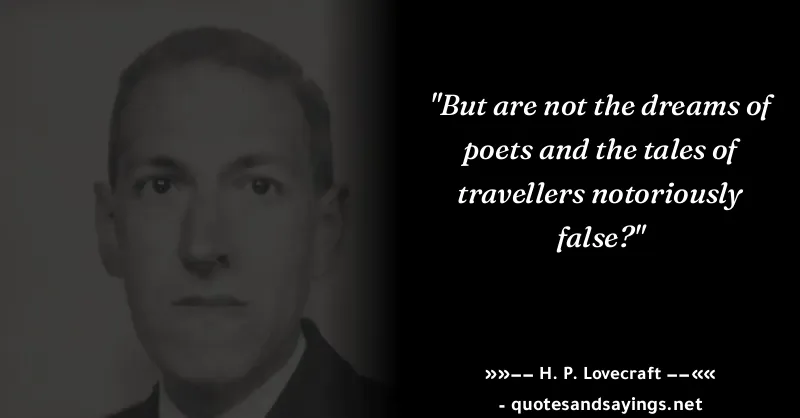 "But are not the dreams of
poets and the tales of
travellers notoriously
false?"
»»−− H. P. Lovecraft −−««
- quotesandsayings.net